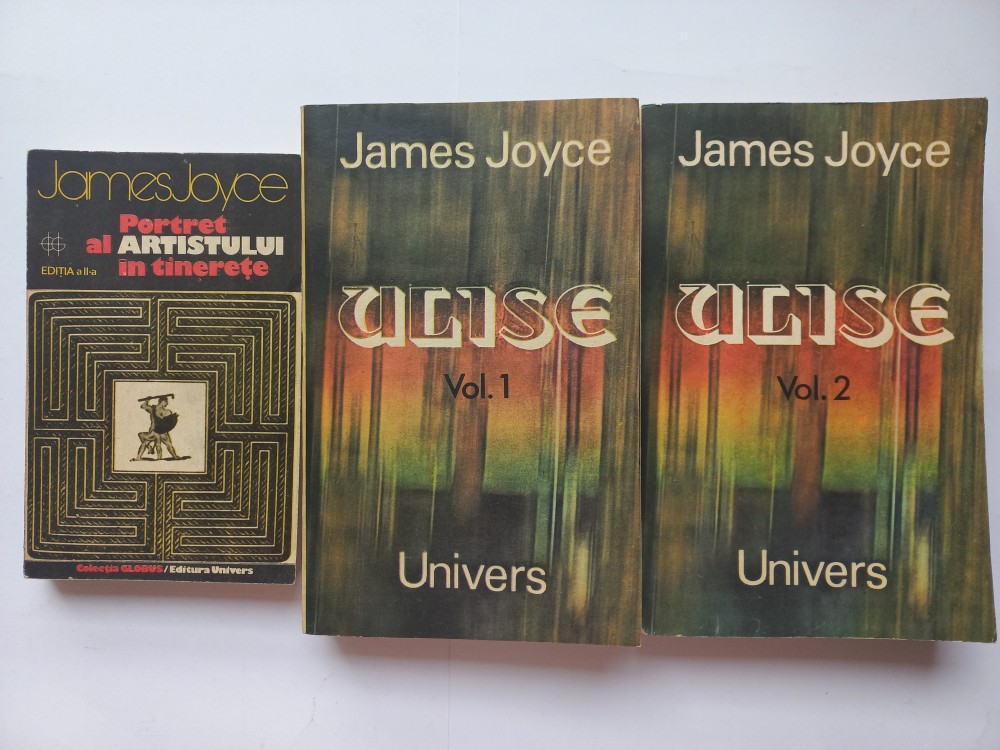 James Joyce
Portret
al ARTISTULUI
EDIȚIA a II-a
în tinerețe
Colecția GLOBUS/Editura Univers
James Joyce
ULISE
Vol.1
Univers
James Joyce
ULISE
Vol.2
Univers